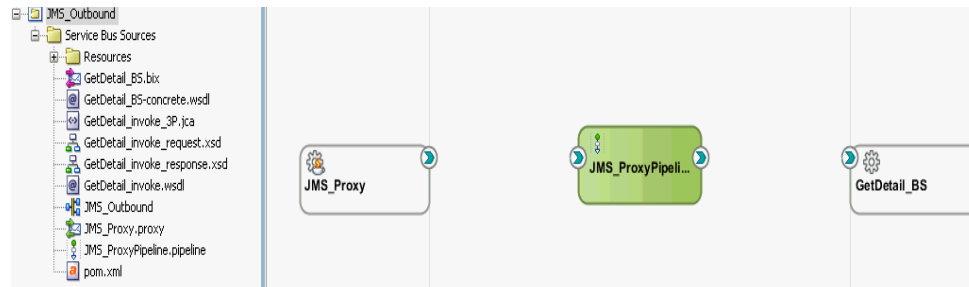 JMS_Outbound
Service Bus Sources
Resources
GetDetail_BS.bix
GetDetail_BS-concrete.wsdl
GetDetail_invoke_3P.jca
GetDetail_invoke_request.xsd
GetDetail_invoke_response.xsd
GetDetail_invoke.wsdl
JMS_Outbound
JMS_Proxy.proxy
JMS_ProxyPipeline.pipeline
pom.xml
JMS_Proxy
JMS_ProxyPipeli...
GetDetail_BS